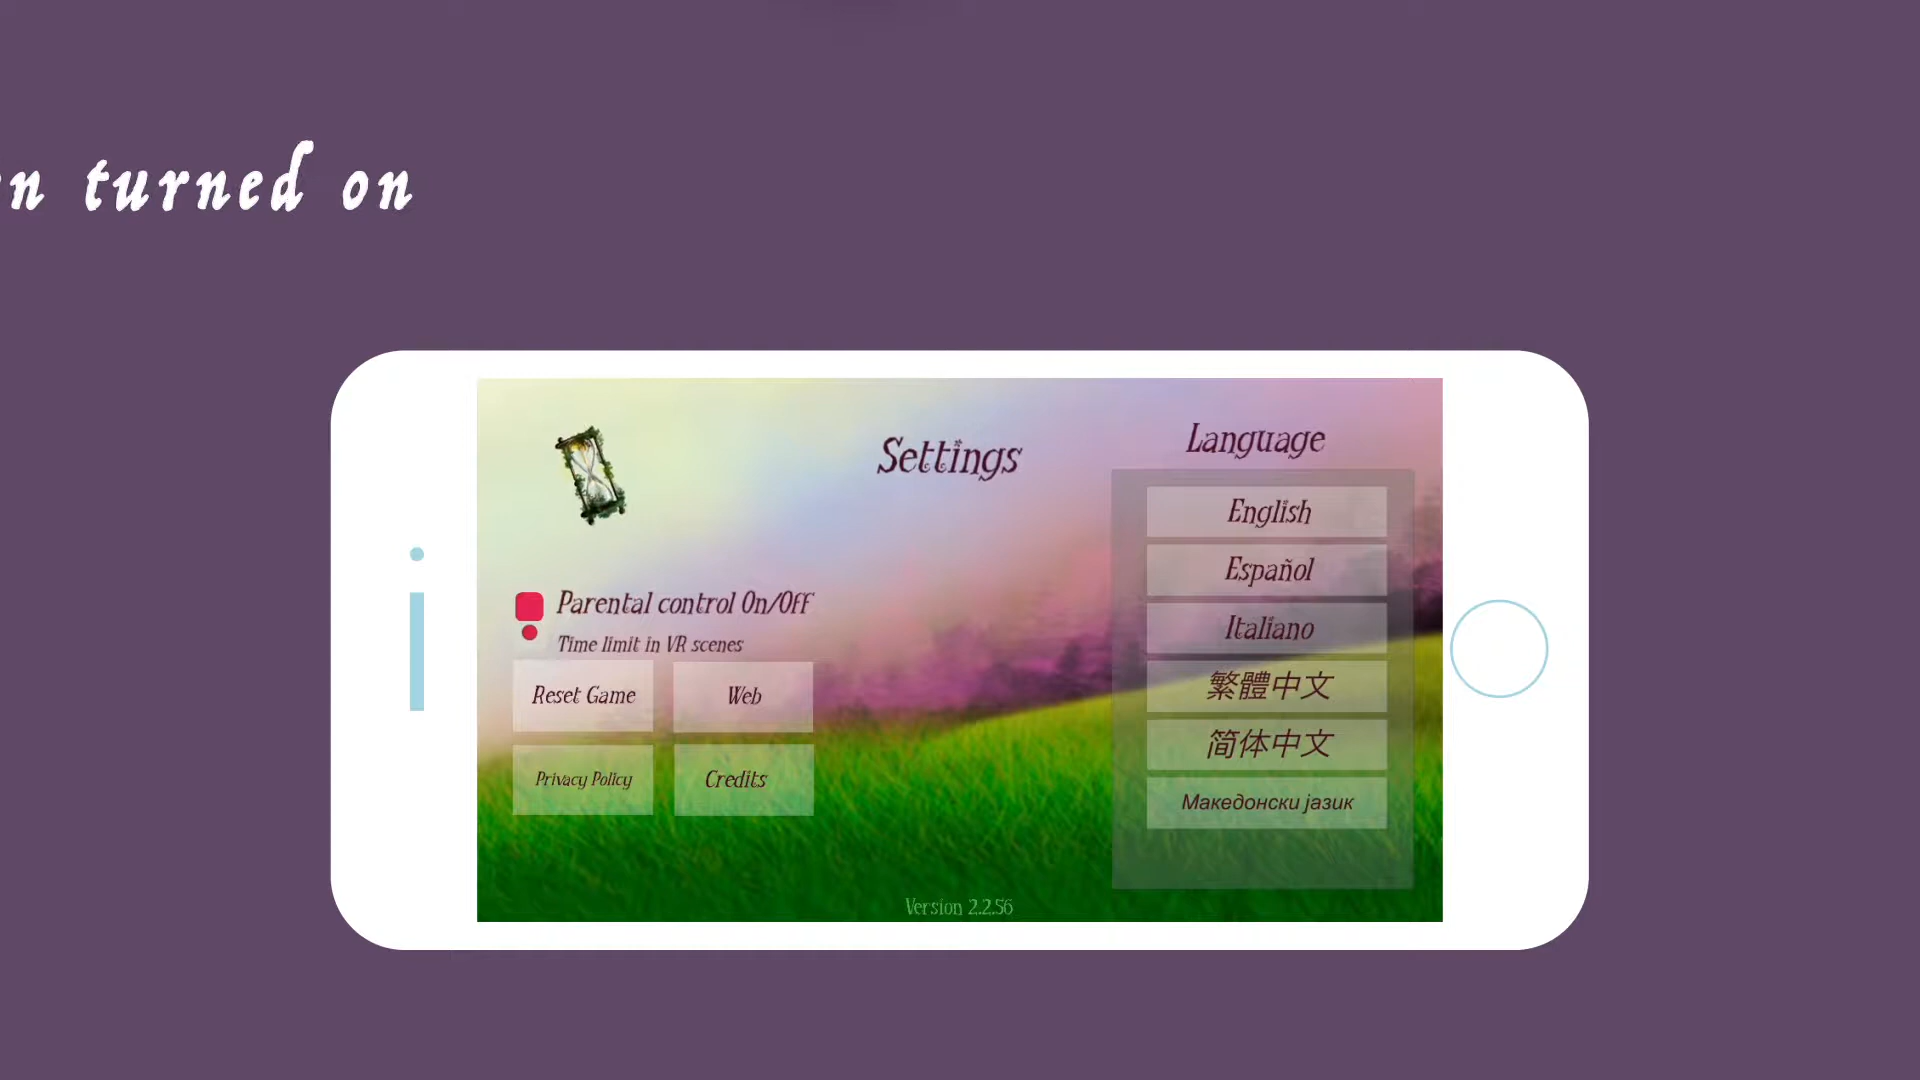 turned on
Settings
Language
English
Español
Italiano
繁體中文
简体中文
Македонски јазик
Parental control On/Off
Time limit in VR scenes
Reset Game
Web
Privacy Policy
Credits
Version 2.2.56